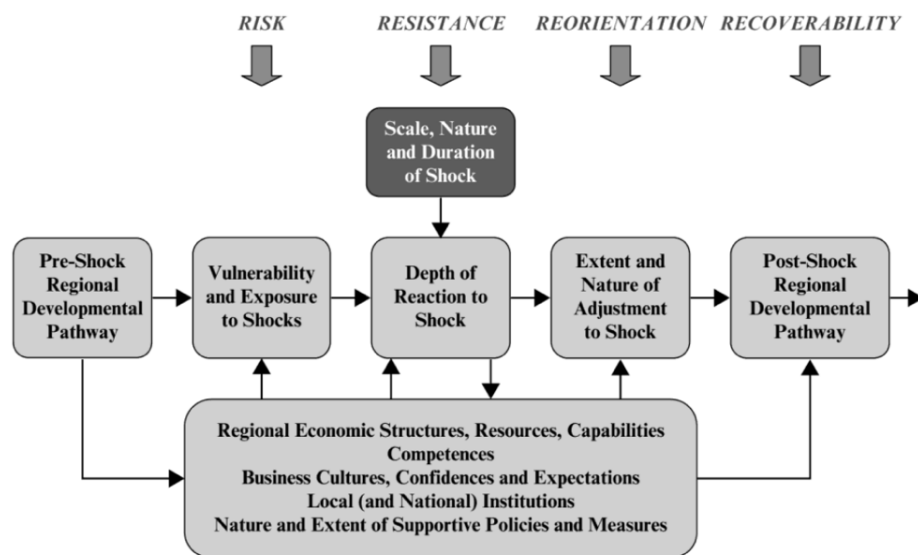 RISK
RESISTANCE
REORIENTATION
RECOVERABILITY
Scale, Nature
and Duration
of Shock
Pre-Shock
Regional
Developmental
Pathway
Vulnerability
and Exposure
to Shocks
Depth of
Reaction to
Shock
Extent and
Nature of
Adjustment
to Shock
Post-Shock
Regional
Developmental
Pathway
Regional Economic Structures, Resources, Capabilities
Competences
Business Cultures, Confidences and Expectations
Local (and National) Institutions
Nature and Extent of Supportive Policies and Measures